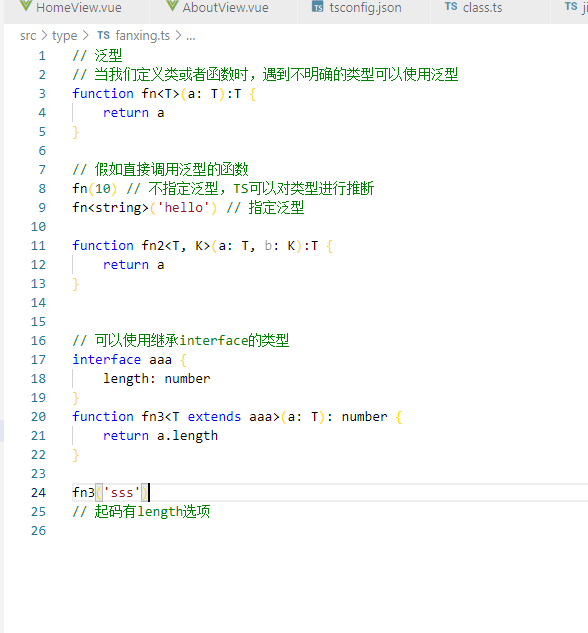 HomeView.vue AboutView.vue TS tsconfig.json TS class.ts TS
src > type > TS fanxing.ts > ...
1 // 泛型
2 // 当我们定义类或者函数时，遇到不明确的类型可以使用泛型
3 function fn<T>(a: T):T {
4 return a
5 }
6
7 // 假如直接调用泛型的函数
8 fn(10) // 不指定泛型，TS可以对类型进行推断
9 fn<string>('hello') // 指定泛型
10
11 function fn2<T, K>(a: T, b: K):T {
12 return a
13 }
14
15
16 // 可以使用继承interface的类型
17 interface aaa {
18 length: number
19 }
20 function fn3<T extends aaa>(a: T): number {
21 return a.length
22 }
23
24 fn3('sss')
25 // 起码有length选项
26